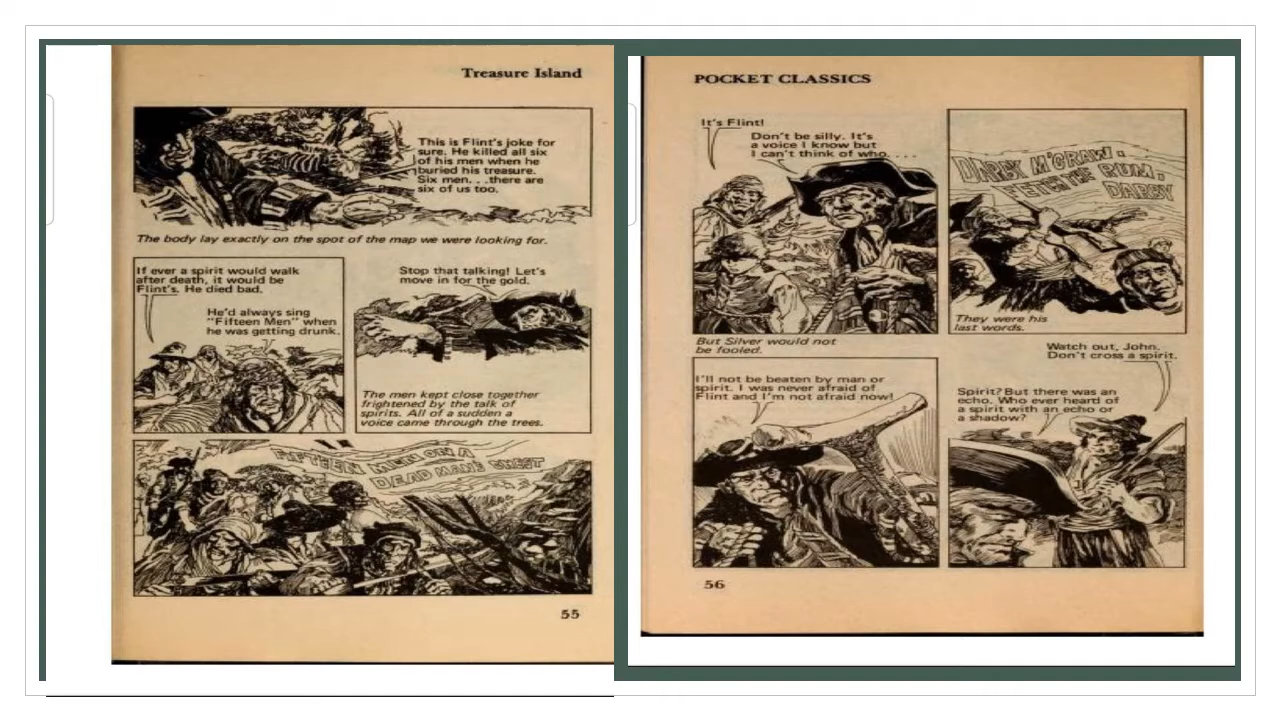 Treasure Island
This is Flint's joke for
sure. He killed all six
of his men when he
buried his treasure.
Six men. . .there are
six of us too.
The body lay exactly on the spot of the map we were looking for.
If ever a spirit would walk
after death, it would be
Flint's. He died bad.
He'd always sing
"Fifteen Men" when
he was getting drunk.
Stop that talking! Let's
move in for the gold.
The men kept close together
frightened by the talk of
spirits. All of a sudden a
voice came through the trees.
FIFTEEN MEN ON A
DEAD MAN'S CHEST
55
POCKET CLASSICS
It's Flint!
Don't be silly. It's
a voice I know but
I can't think of who. . . .
But Silver would not
be fooled.
DARBY M'GRAW.
FETCH THE RUM.
DARBY
They were his
last words.
I'll not be beaten by man or
spirit. I was never afraid of
Flint and I'm not afraid now!
Watch out, John.
Don't cross a spirit.
Spirit? But there was an
echo. Who ever heard of
a spirit with an echo or
a shadow?
56